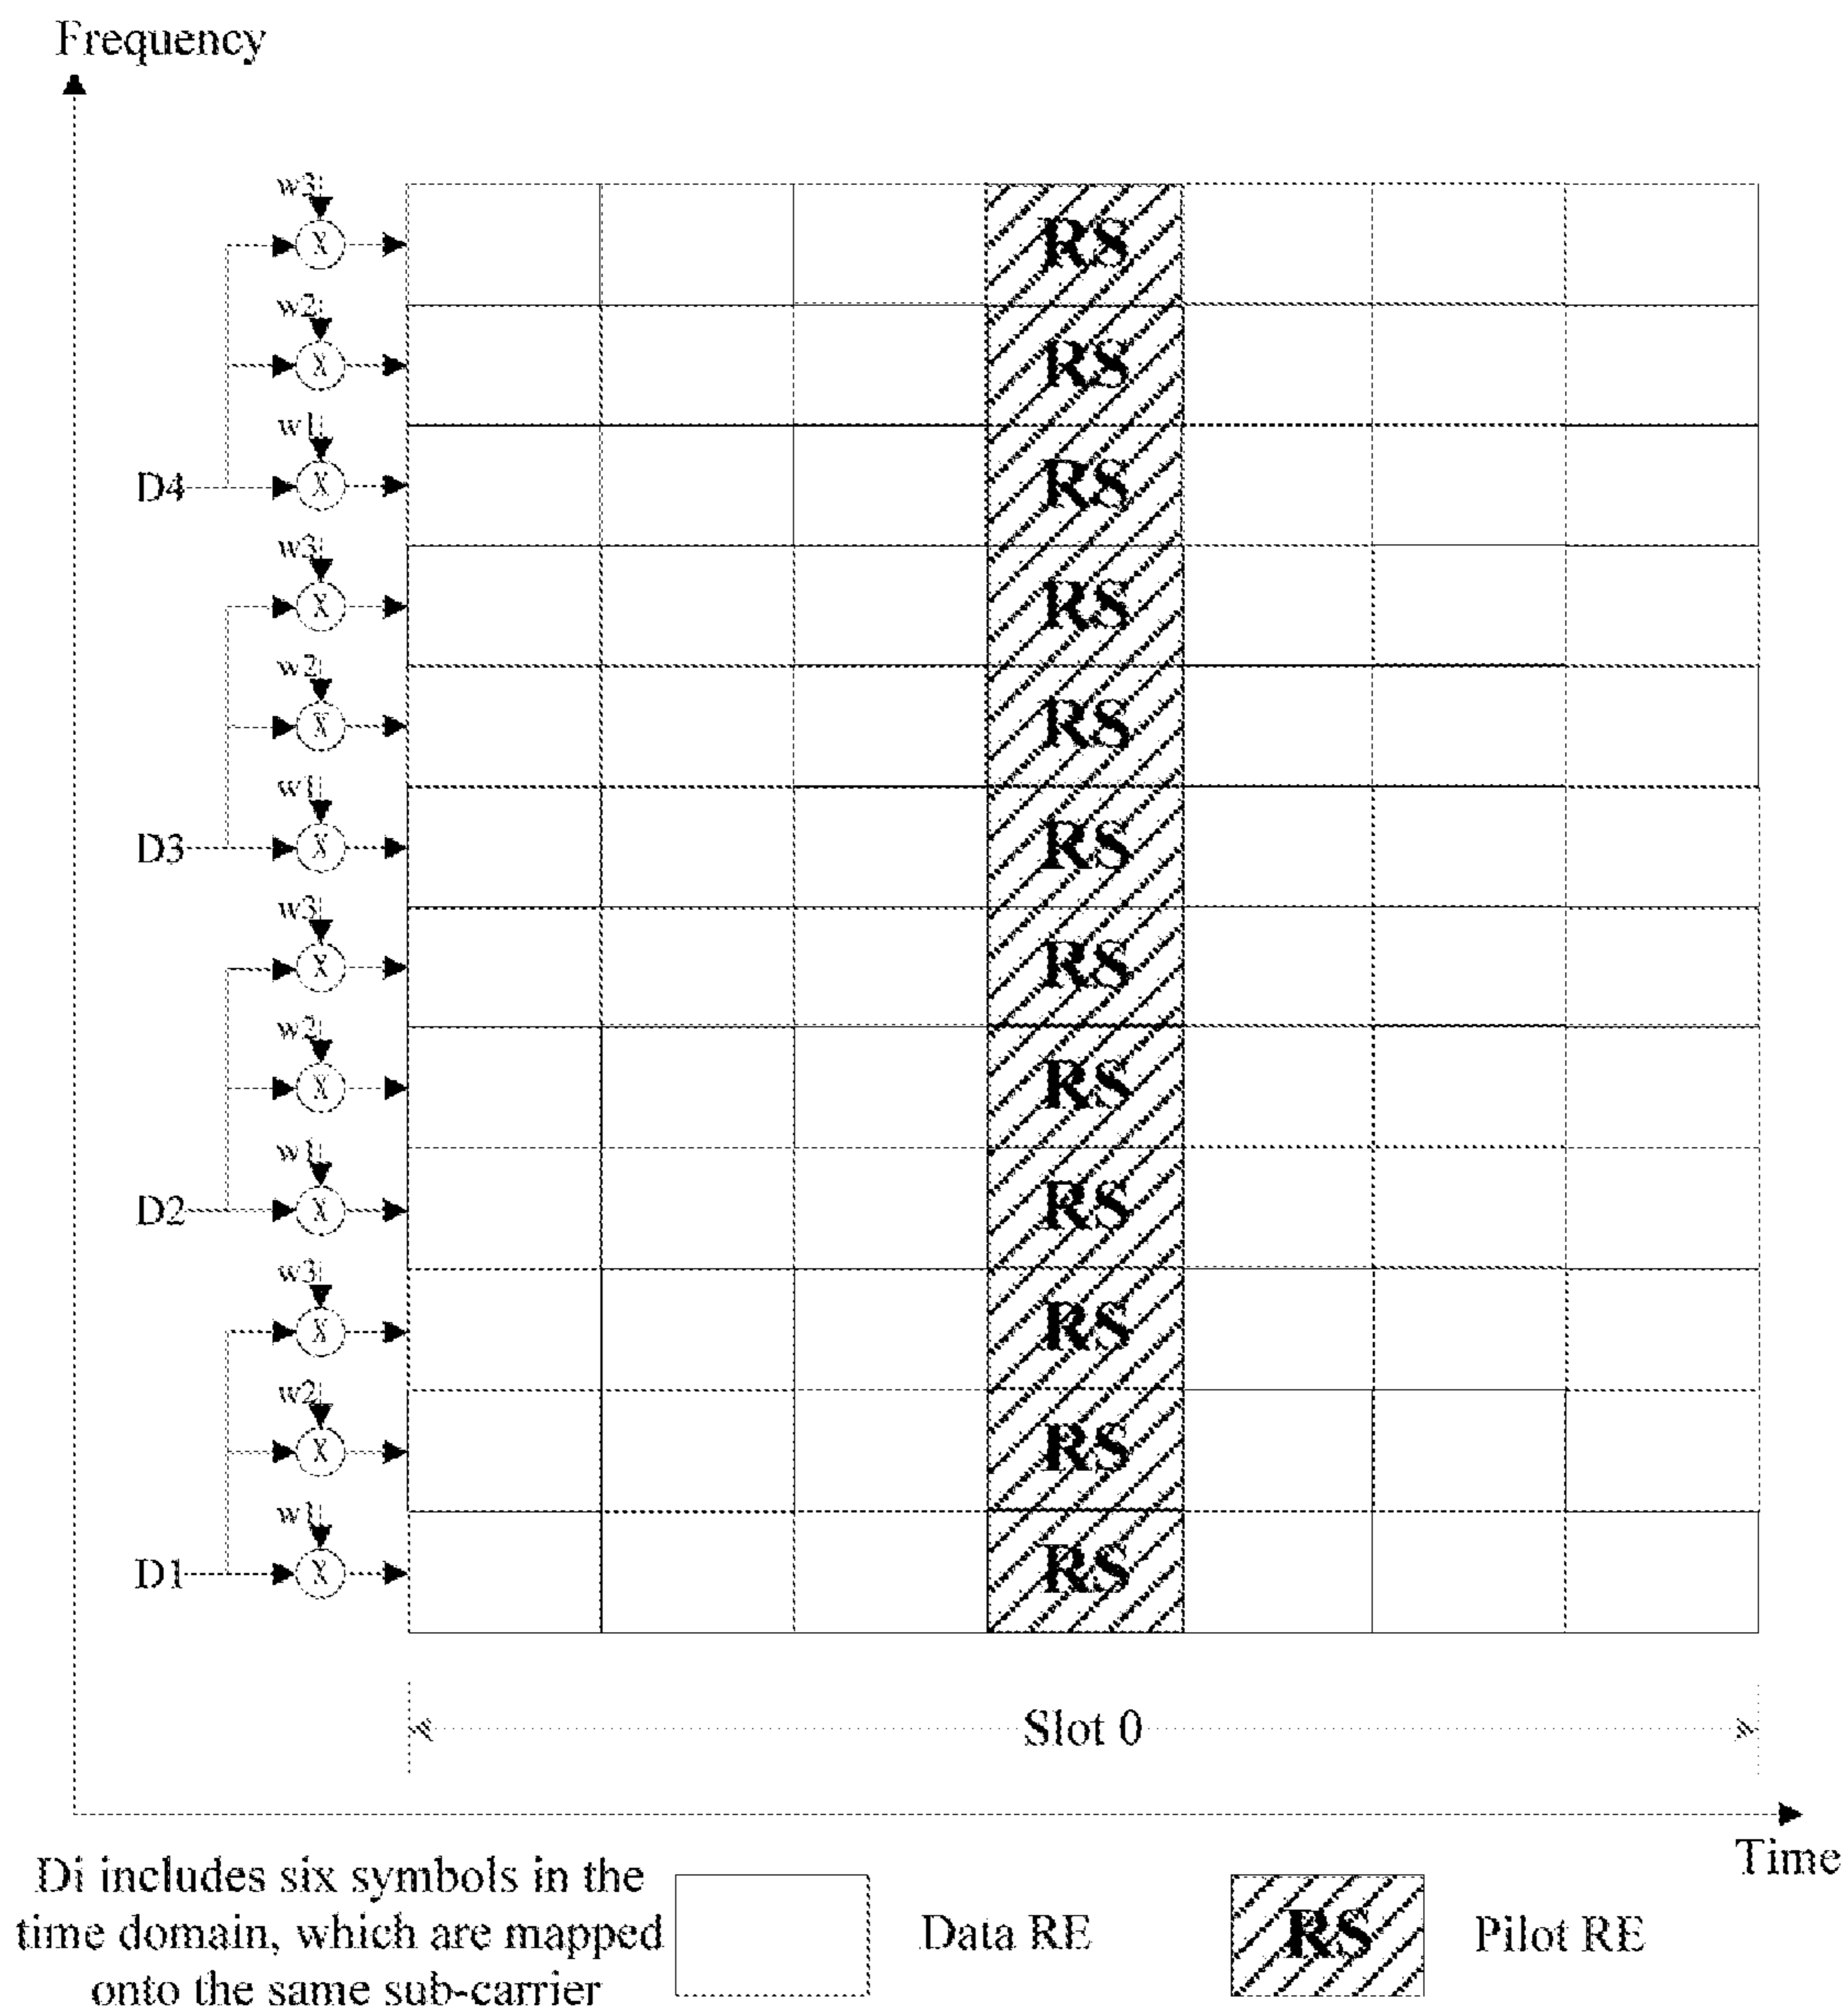 Frequency
w3
X
RS
w2
X
RS
w1
D4
X
RS
w3
X
RS
w2
X
RS
w1
D3
X
RS
w3
X
RS
w2
X
RS
w1
D2
X
RS
w3
X
RS
w2
X
RS
w1
D1
X
RS
Slot 0
Time
Di includes six symbols in the
time domain, which are mapped
onto the same sub-carrier
Data RE
RS
Pilot RE